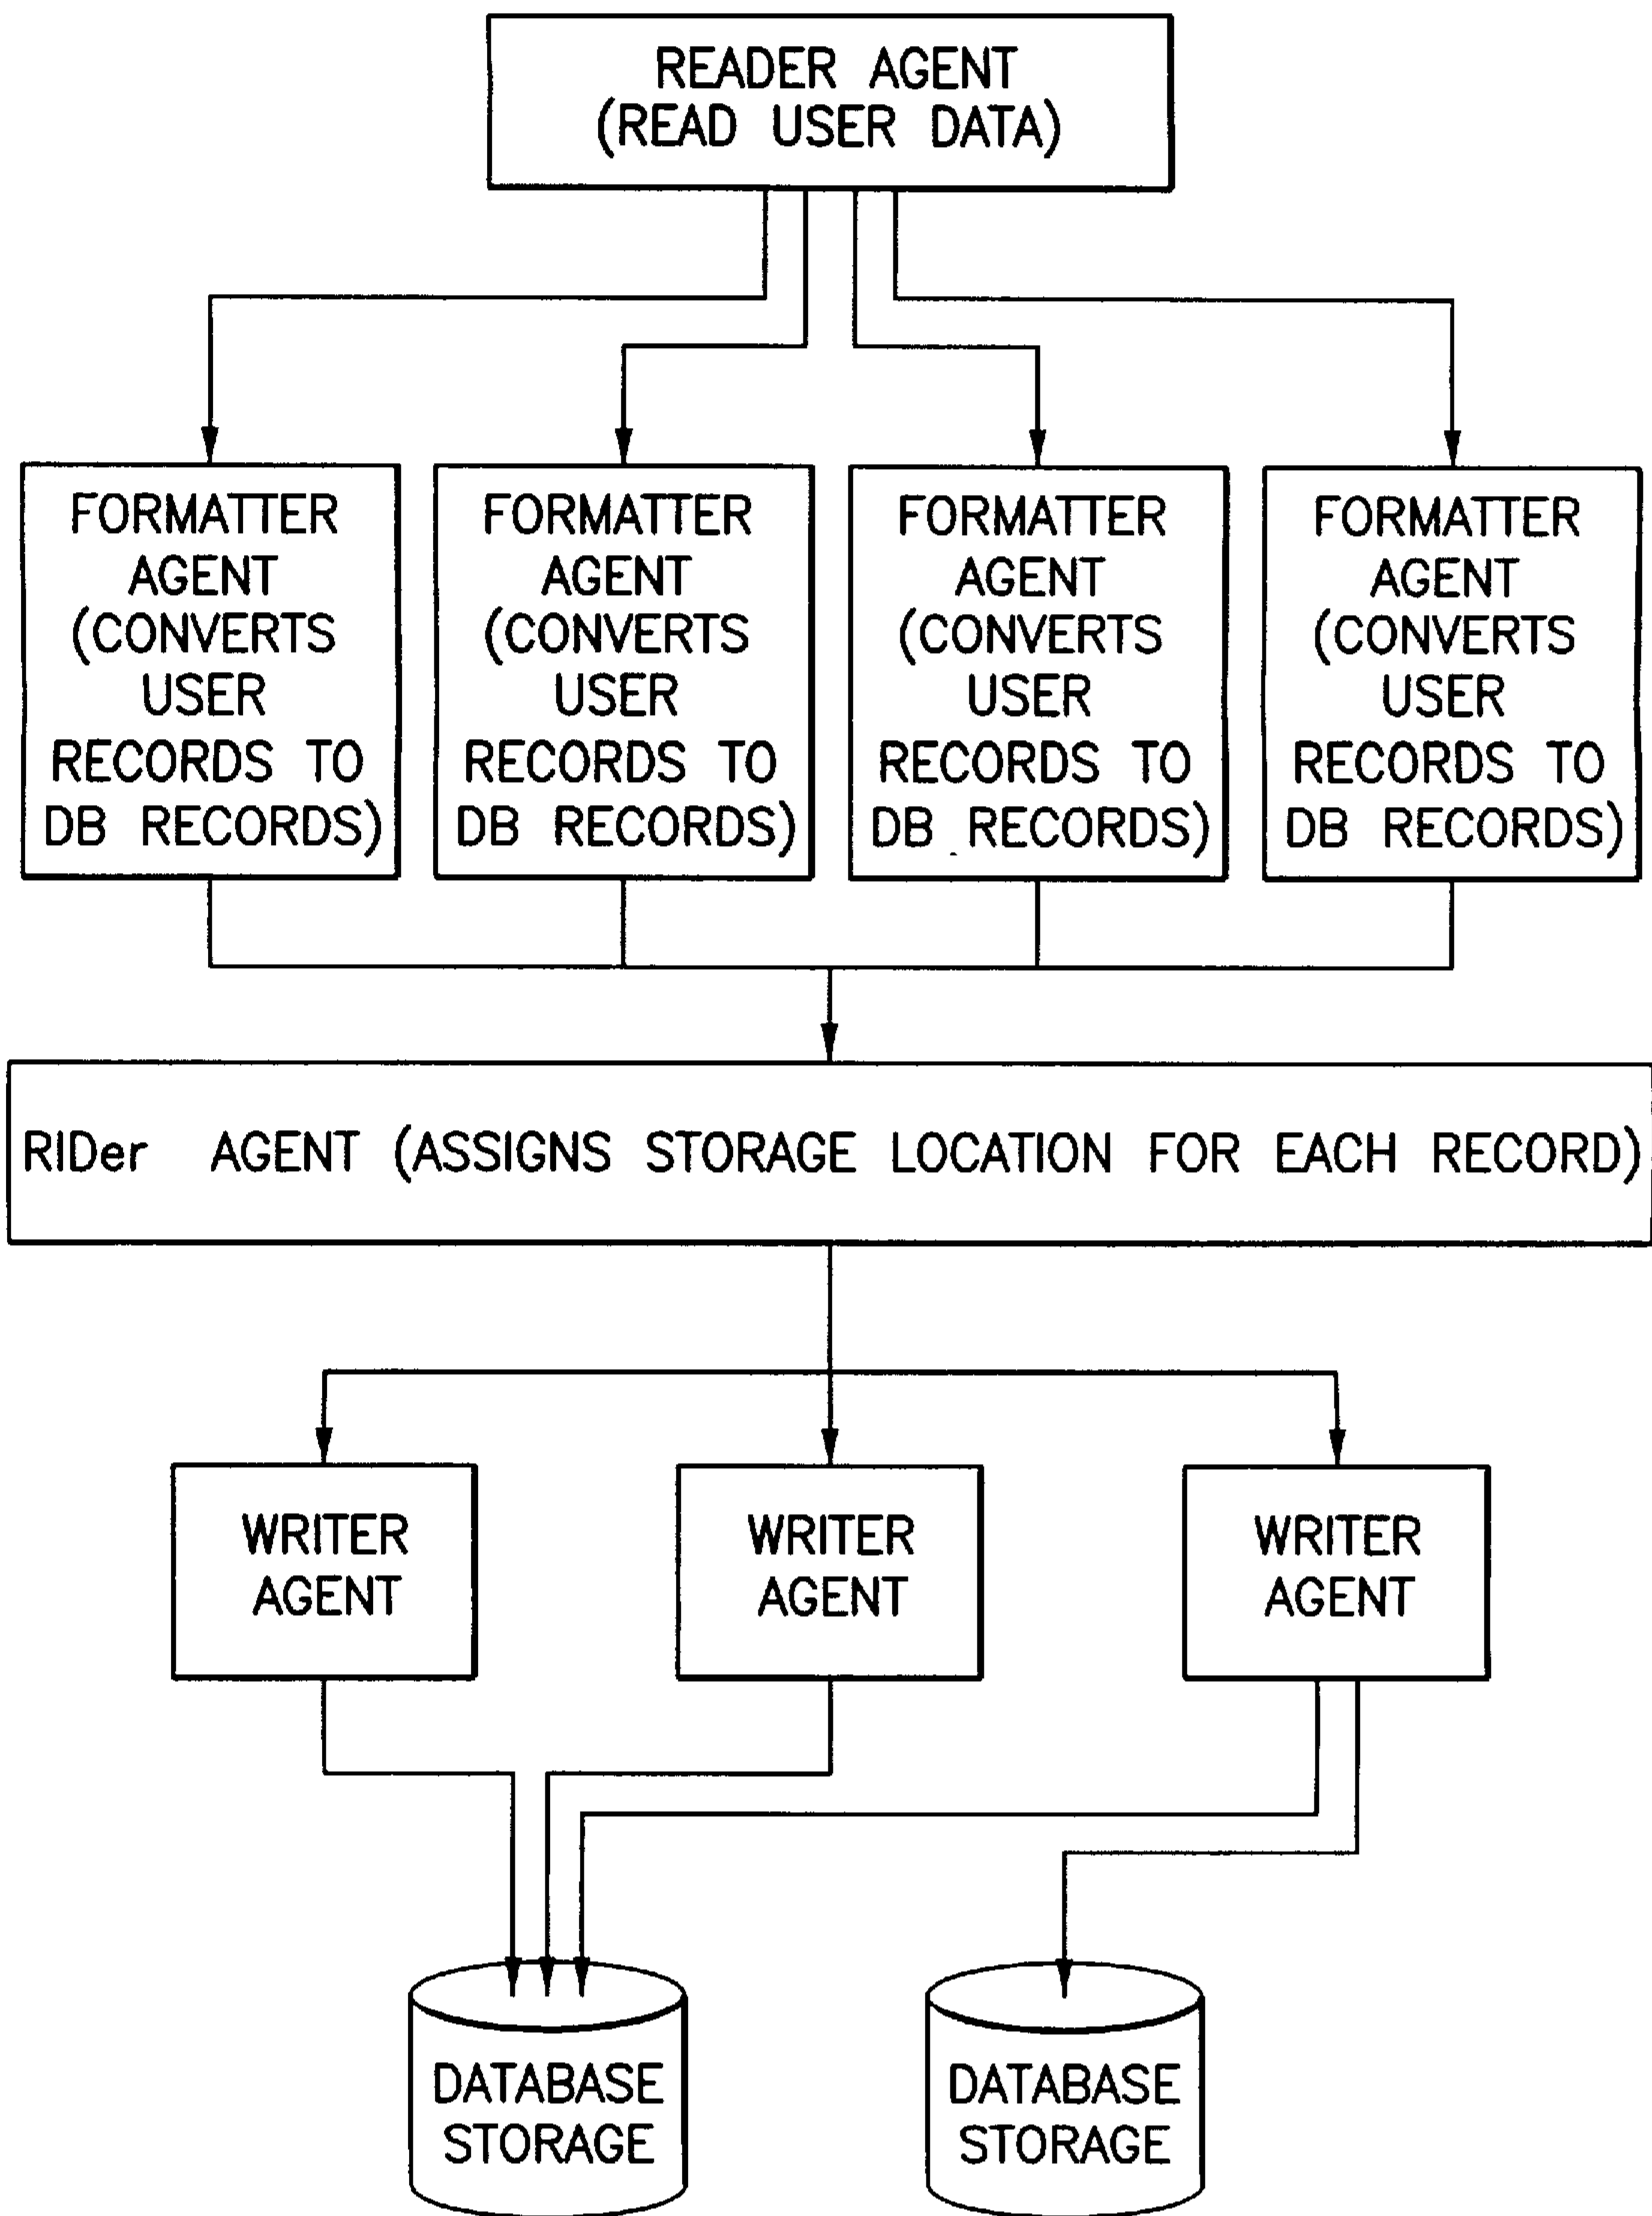 READER AGENT
(READ USER DATA)
FORMATTER
AGENT
(CONVERTS
USER
RECORDS TO
DB RECORDS)
FORMATTER
AGENT
(CONVERTS
USER
RECORDS TO
DB RECORDS)
FORMATTER
AGENT
(CONVERTS
USER
RECORDS TO
DB RECORDS)
FORMATTER
AGENT
(CONVERTS
USER
RECORDS TO
DB RECORDS)
RIDer AGENT (ASSIGNS STORAGE LOCATION FOR EACH RECORD)
WRITER
AGENT
WRITER
AGENT
WRITER
AGENT
DATABASE
STORAGE
DATABASE
STORAGE